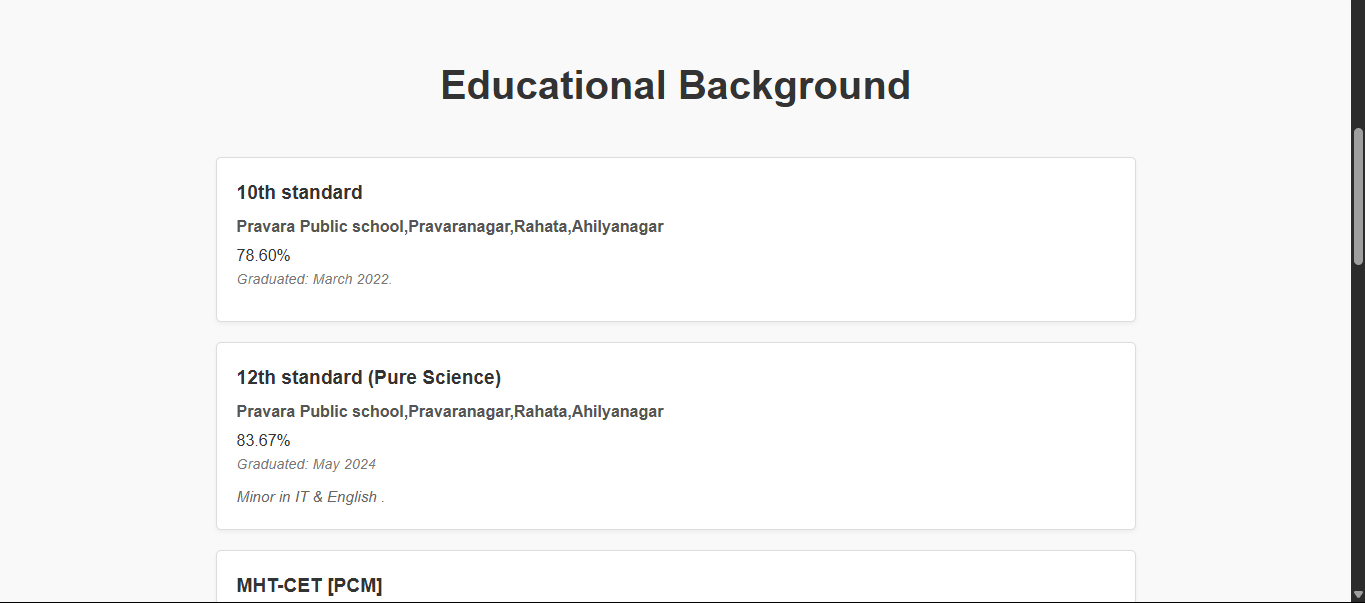 Educational Background
10th standard
Pravara Public school,Pravaranagar,Rahata,Ahilyanagar
78.60%
Graduated: March 2022.
12th standard (Pure Science)
Pravara Public school,Pravaranagar,Rahata,Ahilyanagar
83.67%
Graduated: May 2024
Minor in IT & English .
MHT-CET [PCM]